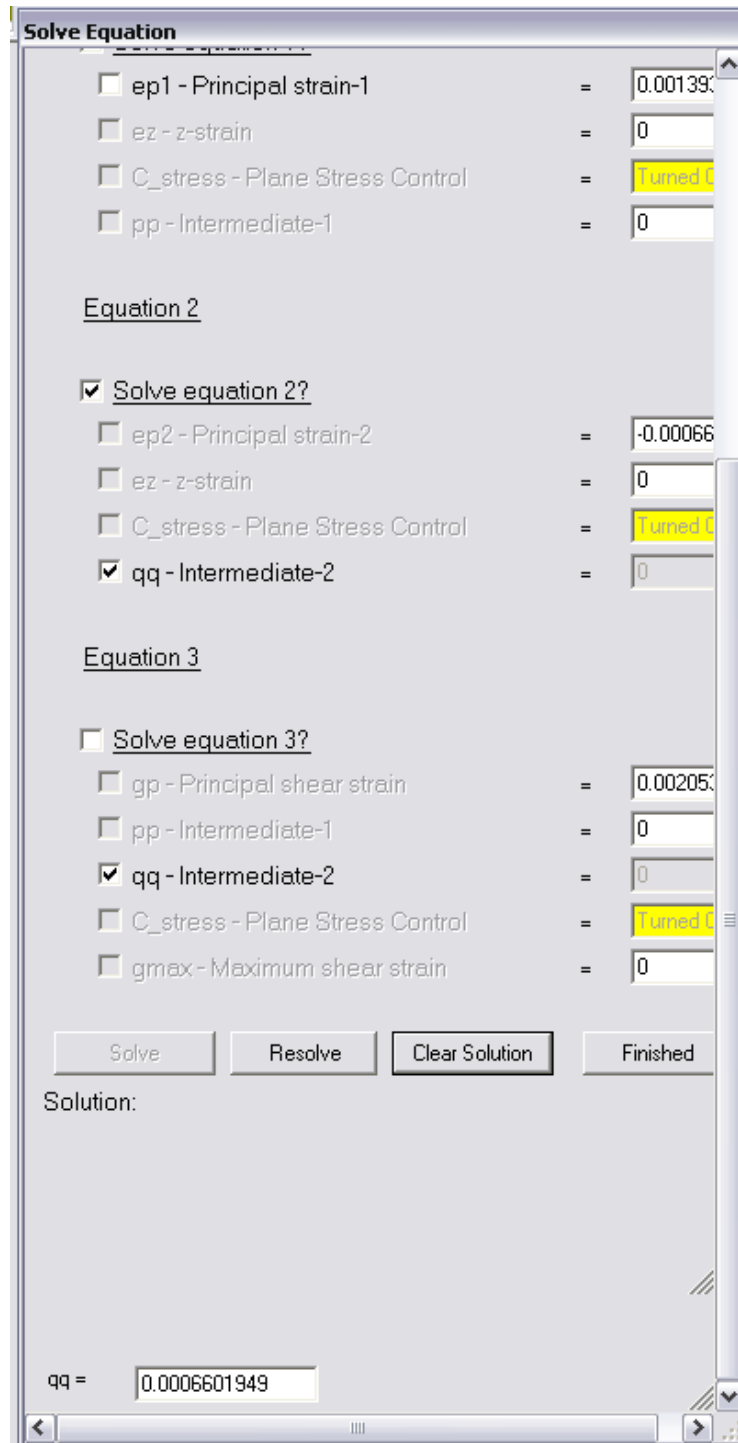 Solve Equation
ep1 - Principal strain-1 = 0.001393
ez - z-strain = 0
C_stress - Plane Stress Control = Turned
pp - Intermediate-1 = 0
Equation 2
Solve equation 2?
ep2 - Principal strain-2 = -0.00066
ez - z-strain = 0
C_stress - Plane Stress Control = Turned
qq - Intermediate-2 = 0
Equation 3
Solve equation 3?
gp - Principal shear strain = 0.002053
pp - Intermediate-1 = 0
qq - Intermediate-2 = 0
C_stress - Plane Stress Control = Turned
gmax - Maximum shear strain = 0
Solve Resolve Clear Solution Finished
Solution:
qq = 0.0006601949